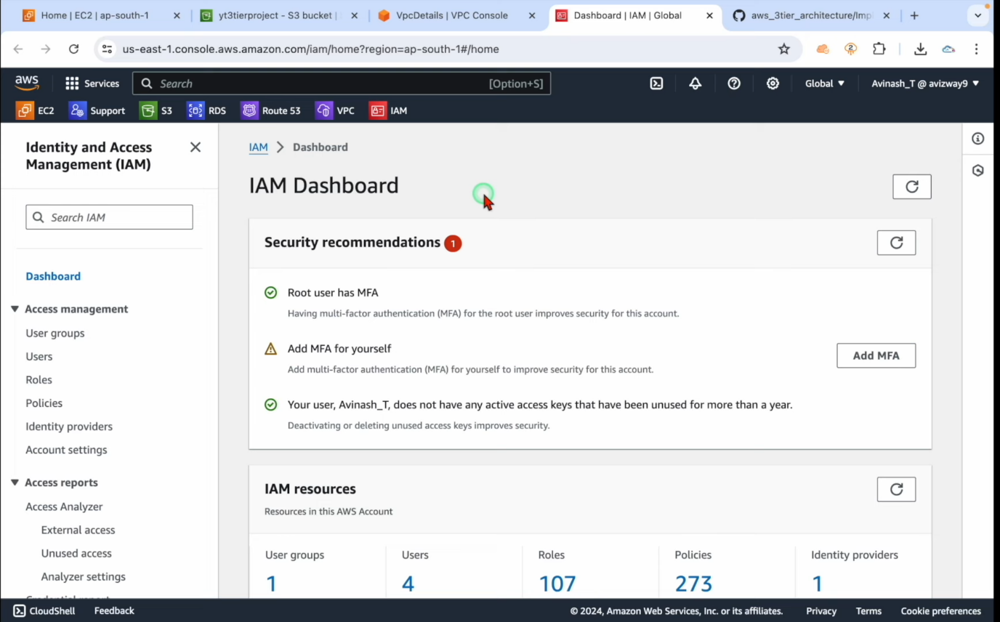 Home | EC2 | ap-south-1
yt3tierproject - S3 bucket |
VpcDetails | VPC Console
Dashboard | IAM | Global
aws_3tier_architecture/Impl
us-east-1.console.aws.amazon.com/iam/home?region=ap-south-1#/home
2
aws
Services
Search
[Option+S]
Global
Avinash_T @ avizway9
EC2
Support
S3
RDS
Route 53
VPC
IAM
Identity and Access
Management (IAM)
Search IAM
Dashboard
Access management
User groups
Users
Roles
Policies
Identity providers
Account settings
Access reports
Access Analyzer
External access
Unused access
Analyzer settings
IAM > Dashboard
IAM Dashboard
Security recommendations 1
Root user has MFA
Having multi-factor authentication (MFA) for the root user improves security for this account.
Add MFA for yourself
Add multi-factor authentication (MFA) for yourself to improve security for this account.
Add MFA
Your user, Avinash_T, does not have any active access keys that have been unused for more than a year.
Deactivating or deleting unused access keys improves security.
IAM resources
Resources in this AWS Account
User groups
1
Users
4
Roles
107
Policies
273
Identity providers
1
CloudShell
Feedback
© 2024, Amazon Web Services, Inc. or its affiliates.
Privacy
Terms
Cookie preferences